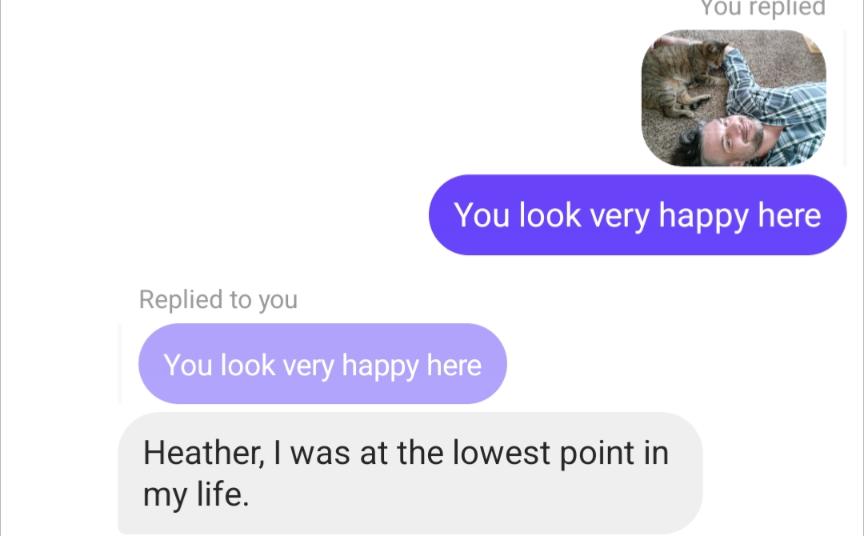 You replied
You look very happy here
Replied to you
You look very happy here
Heather, I was at the lowest point in
my life.